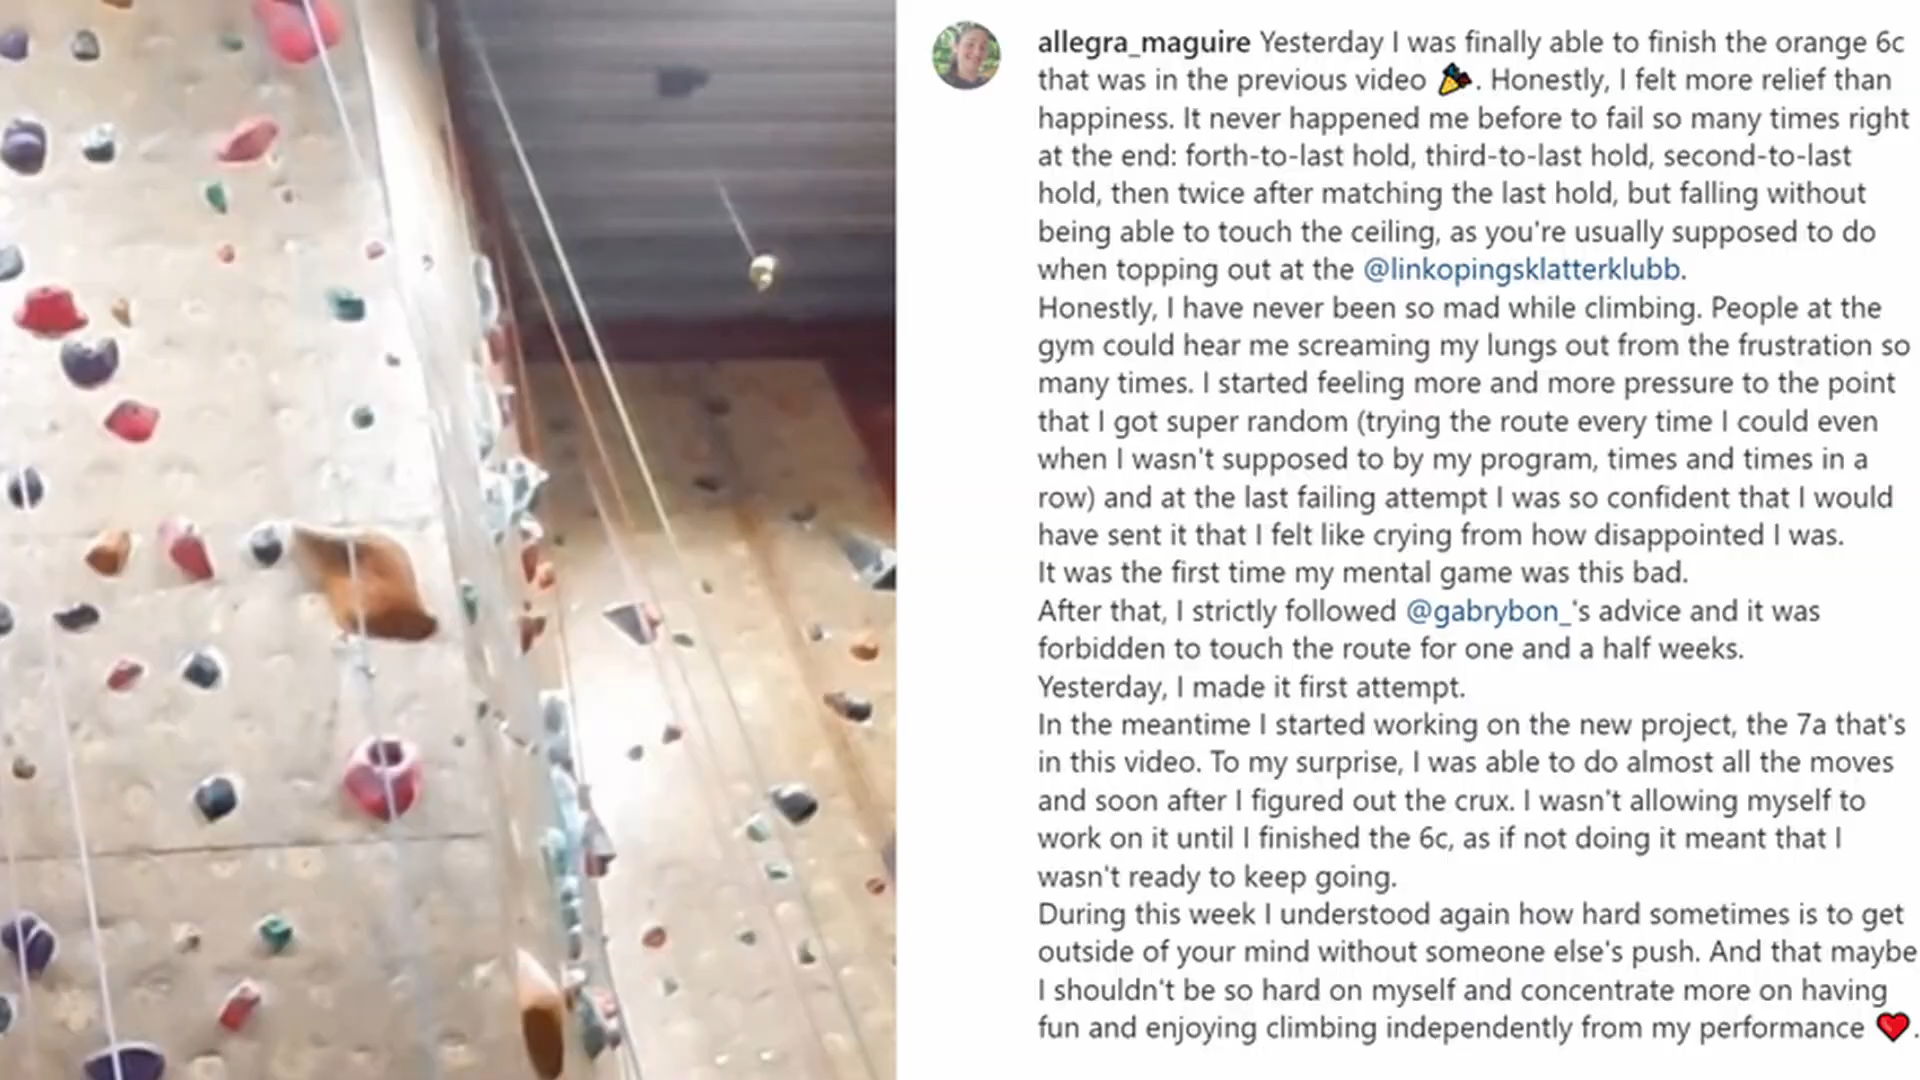 allegra_maguire Yesterday I was finally able to finish the orange 6c
that was in the previous video 🎉. Honestly, I felt more relief than
happiness. It never happened me before to fail so many times right
at the end: forth-to-last hold, third-to-last hold, second-to-last
hold, then twice after matching the last hold, but falling without
being able to touch the ceiling, as you're usually supposed to do
when topping out at the @linkopingsklatterklubb.
Honestly, I have never been so mad while climbing. People at the
gym could hear me screaming my lungs out from the frustration so
many times. I started feeling more and more pressure to the point
that I got super random (trying the route every time I could even
when I wasn't supposed to by my program, times and times in a
row) and at the last failing attempt I was so confident that I would
have sent it that I felt like crying from how disappointed I was.
It was the first time my mental game was this bad.
After that, I strictly followed @gabrybon_'s advice and it was
forbidden to touch the route for one and a half weeks.
Yesterday, I made it first attempt.
In the meantime I started working on the new project, the 7a that's
in this video. To my surprise, I was able to do almost all the moves
and soon after I figured out the crux. I wasn't allowing myself to
work on it until I finished the 6c, as if not doing it meant that I
wasn't ready to keep going.
During this week I understood again how hard sometimes is to get
outside of your mind without someone else's push. And that maybe
I shouldn't be so hard on myself and concentrate more on having
fun and enjoying climbing independently from my performance ❤️.